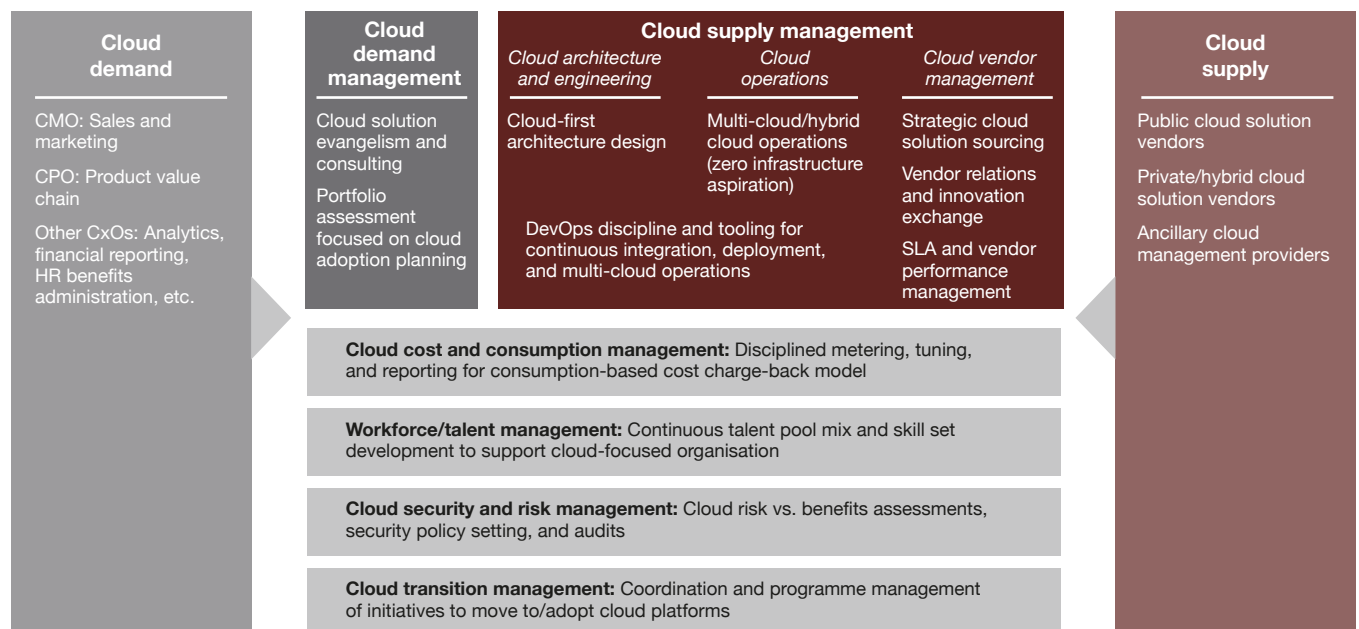 Cloud
demand
CMO: Sales and
marketing
CPO: Product value
chain
Other CxOs: Analytics,
financial reporting,
HR benefits
administration, etc.
Cloud
demand
management
Cloud solution
evangelism and
consulting
Portfolio
assessment
focused on cloud
adoption planning
Cloud supply management
Cloud architecture
and engineering
Cloud-first
architecture design
Cloud
operations
Multi-cloud/hybrid
cloud operations
(zero infrastructure
aspiration)
DevOps discipline and tooling for
continuous integration, deployment,
and multi-cloud operations
Cloud vendor
management
Strategic cloud
solution sourcing
Vendor relations
and innovation
exchange
SLA and vendor
performance
management
Cloud
supply
Public cloud solution
vendors
Private/hybrid cloud
solution vendors
Ancillary cloud
management providers
Cloud cost and consumption management: Disciplined metering, tuning,
and reporting for consumption-based cost charge-back model
Workforce/talent management: Continuous talent pool mix and skill set
development to support cloud-focused organisation
Cloud security and risk management: Cloud risk vs. benefits assessments,
security policy setting, and audits
Cloud transition management: Coordination and programme management
of initiatives to move to/adopt cloud platforms